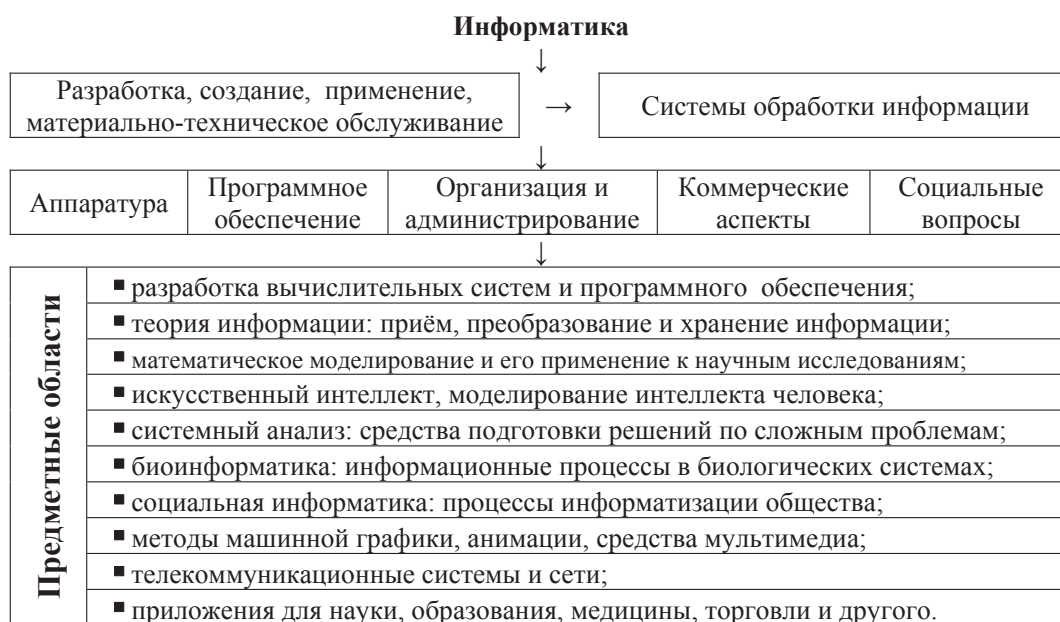 Информатика
↓
Разработка, создание, применение,
материально-техническое обслуживание
→
Системы обработки информации
↓
Аппаратура
Программное
обеспечение
Организация и
администрирование
Коммерческие
аспекты
Социальные
вопросы
↓
Предметные области
▪ разработка вычислительных систем и программного обеспечения;
▪ теория информации: приём, преобразование и хранение информации;
▪ математическое моделирование и его применение к научным исследованиям;
▪ искусственный интеллект, моделирование интеллекта человека;
▪ системный анализ: средства подготовки решений по сложным проблемам;
▪ биоинформатика: информационные процессы в биологических системах;
▪ социальная информатика: процессы информатизации общества;
▪ методы машинной графики, анимации, средства мультимедиа;
▪ телекоммуникационные системы и сети;
▪ приложения для науки, образования, медицины, торговли и другого.